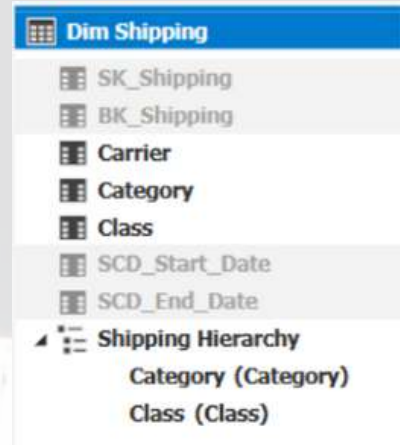 Dim Shipping
SK_Shipping
BK_Shipping
Carrier
Category
Class
SCD_Start_Date
SCD_End_Date
Shipping Hierarchy
Category (Category)
Class (Class)